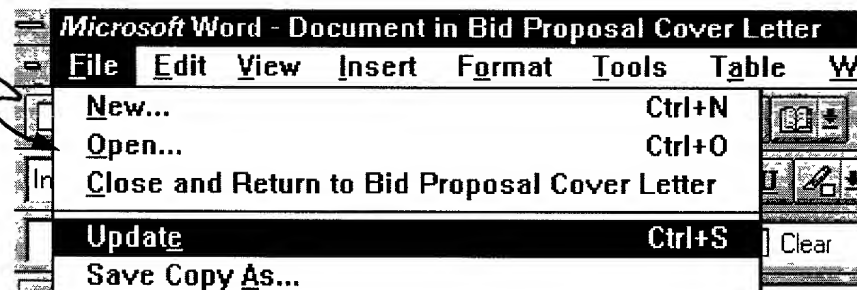 Microsoft Word - Document in Bid Proposal Cover Letter
File Edit View Insert Format Tools Table W
New... Ctrl+N
Open... Ctrl+O
In
Close and Return to Bid Proposal Cover Letter
Update Ctrl+S
Clear
Save Copy As...